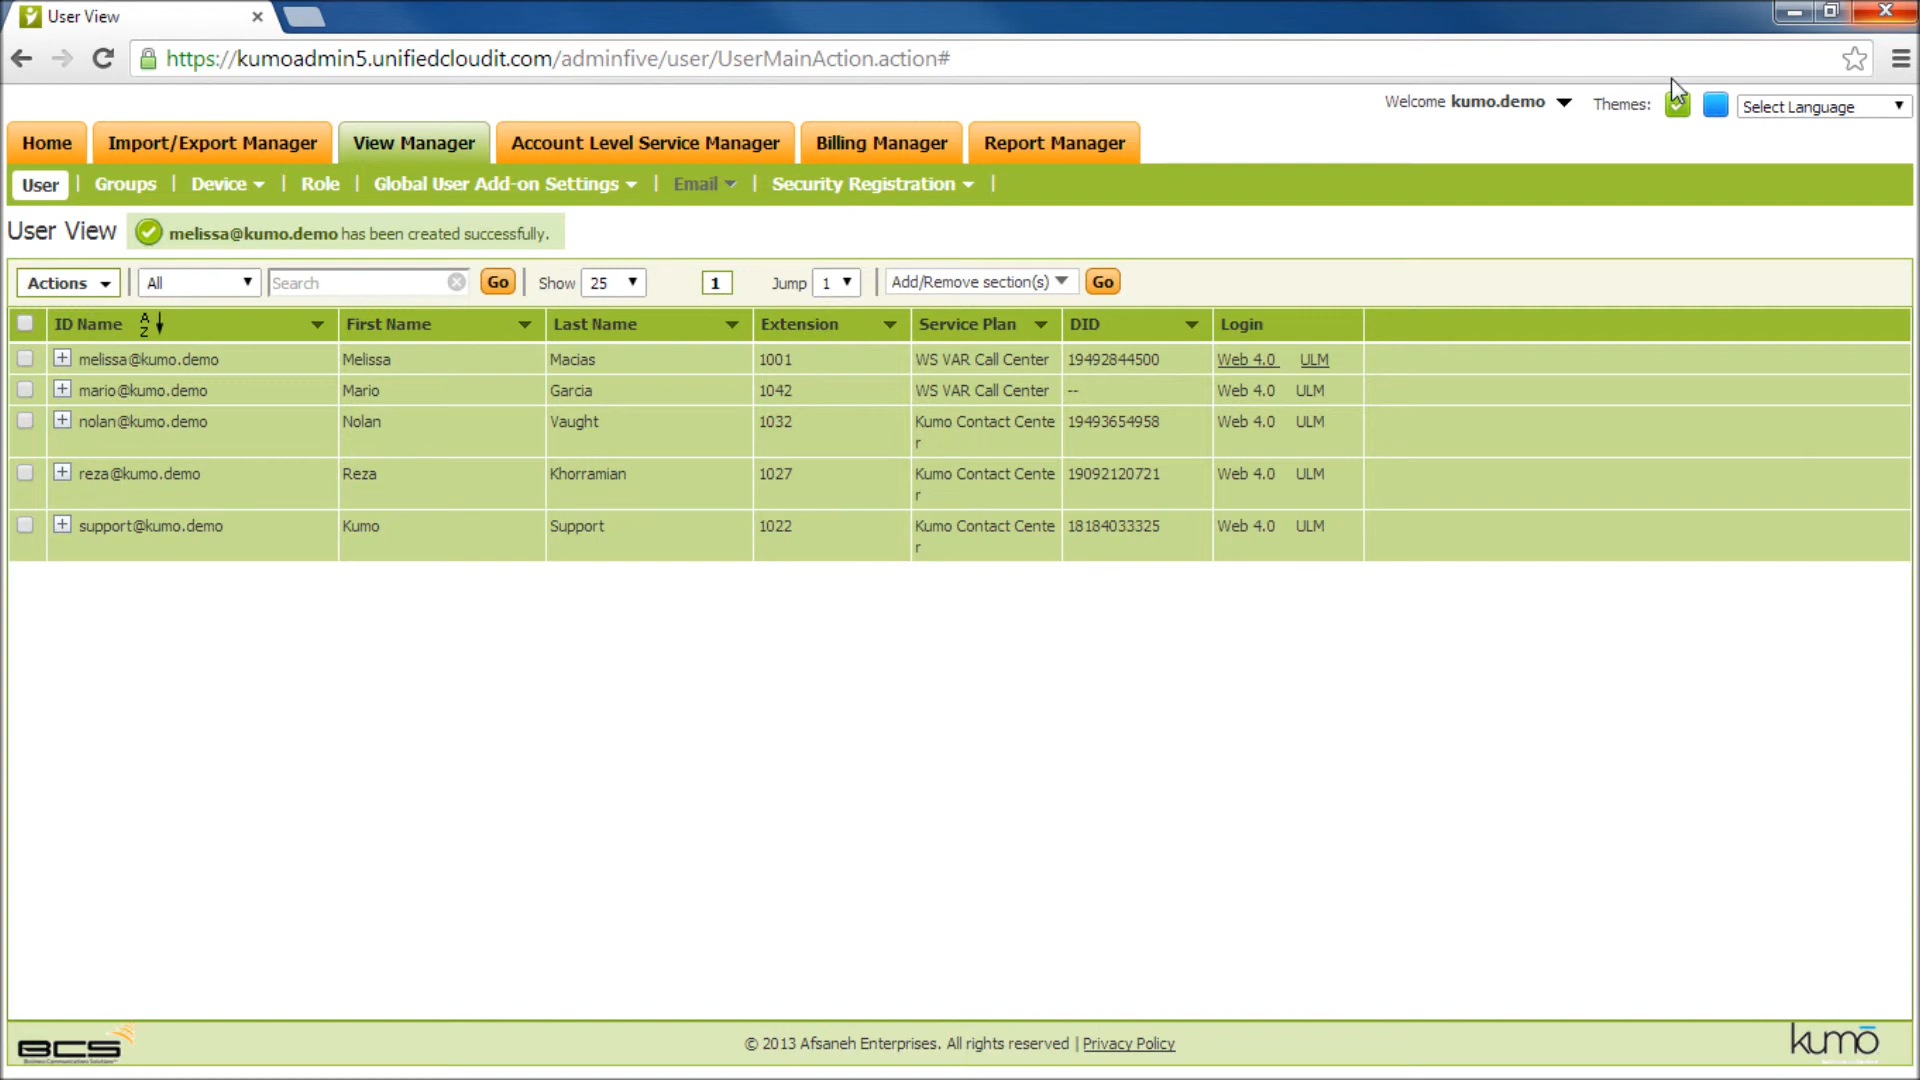 User View
https://kumoadmin5.unifiedcloudit.com/adminfive/user/UserMainAction.action#
Welcome kumo.demo Themes: Select Language
Home Import/Export Manager View Manager Account Level Service Manager Billing Manager Report Manager
User | Groups | Device | Role | Global User Add-on Settings | Email | Security Registration |
User View melissa@kumo.demo has been created successfully.
Actions All Search Go Show 25 1 Jump 1 Add/Remove section(s) Go
ID Name A Z First Name Last Name Extension Service Plan DID Login
melissa@kumo.demo Melissa Macias 1001 WS VAR Call Center 19492844500 Web 4.0 ULM
mario@kumo.demo Mario Garcia 1042 WS VAR Call Center -- Web 4.0 ULM
nolan@kumo.demo Nolan Vaught 1032 Kumo Contact Cente 19493654958 Web 4.0 ULM
r
reza@kumo.demo Reza Khorramian 1027 Kumo Contact Cente 19092120721 Web 4.0 ULM
r
support@kumo.demo Kumo Support 1022 Kumo Contact Cente 18184033325 Web 4.0 ULM
r
BCS © 2013 Afsaneh Enterprises. All rights reserved | Privacy Policy kumo